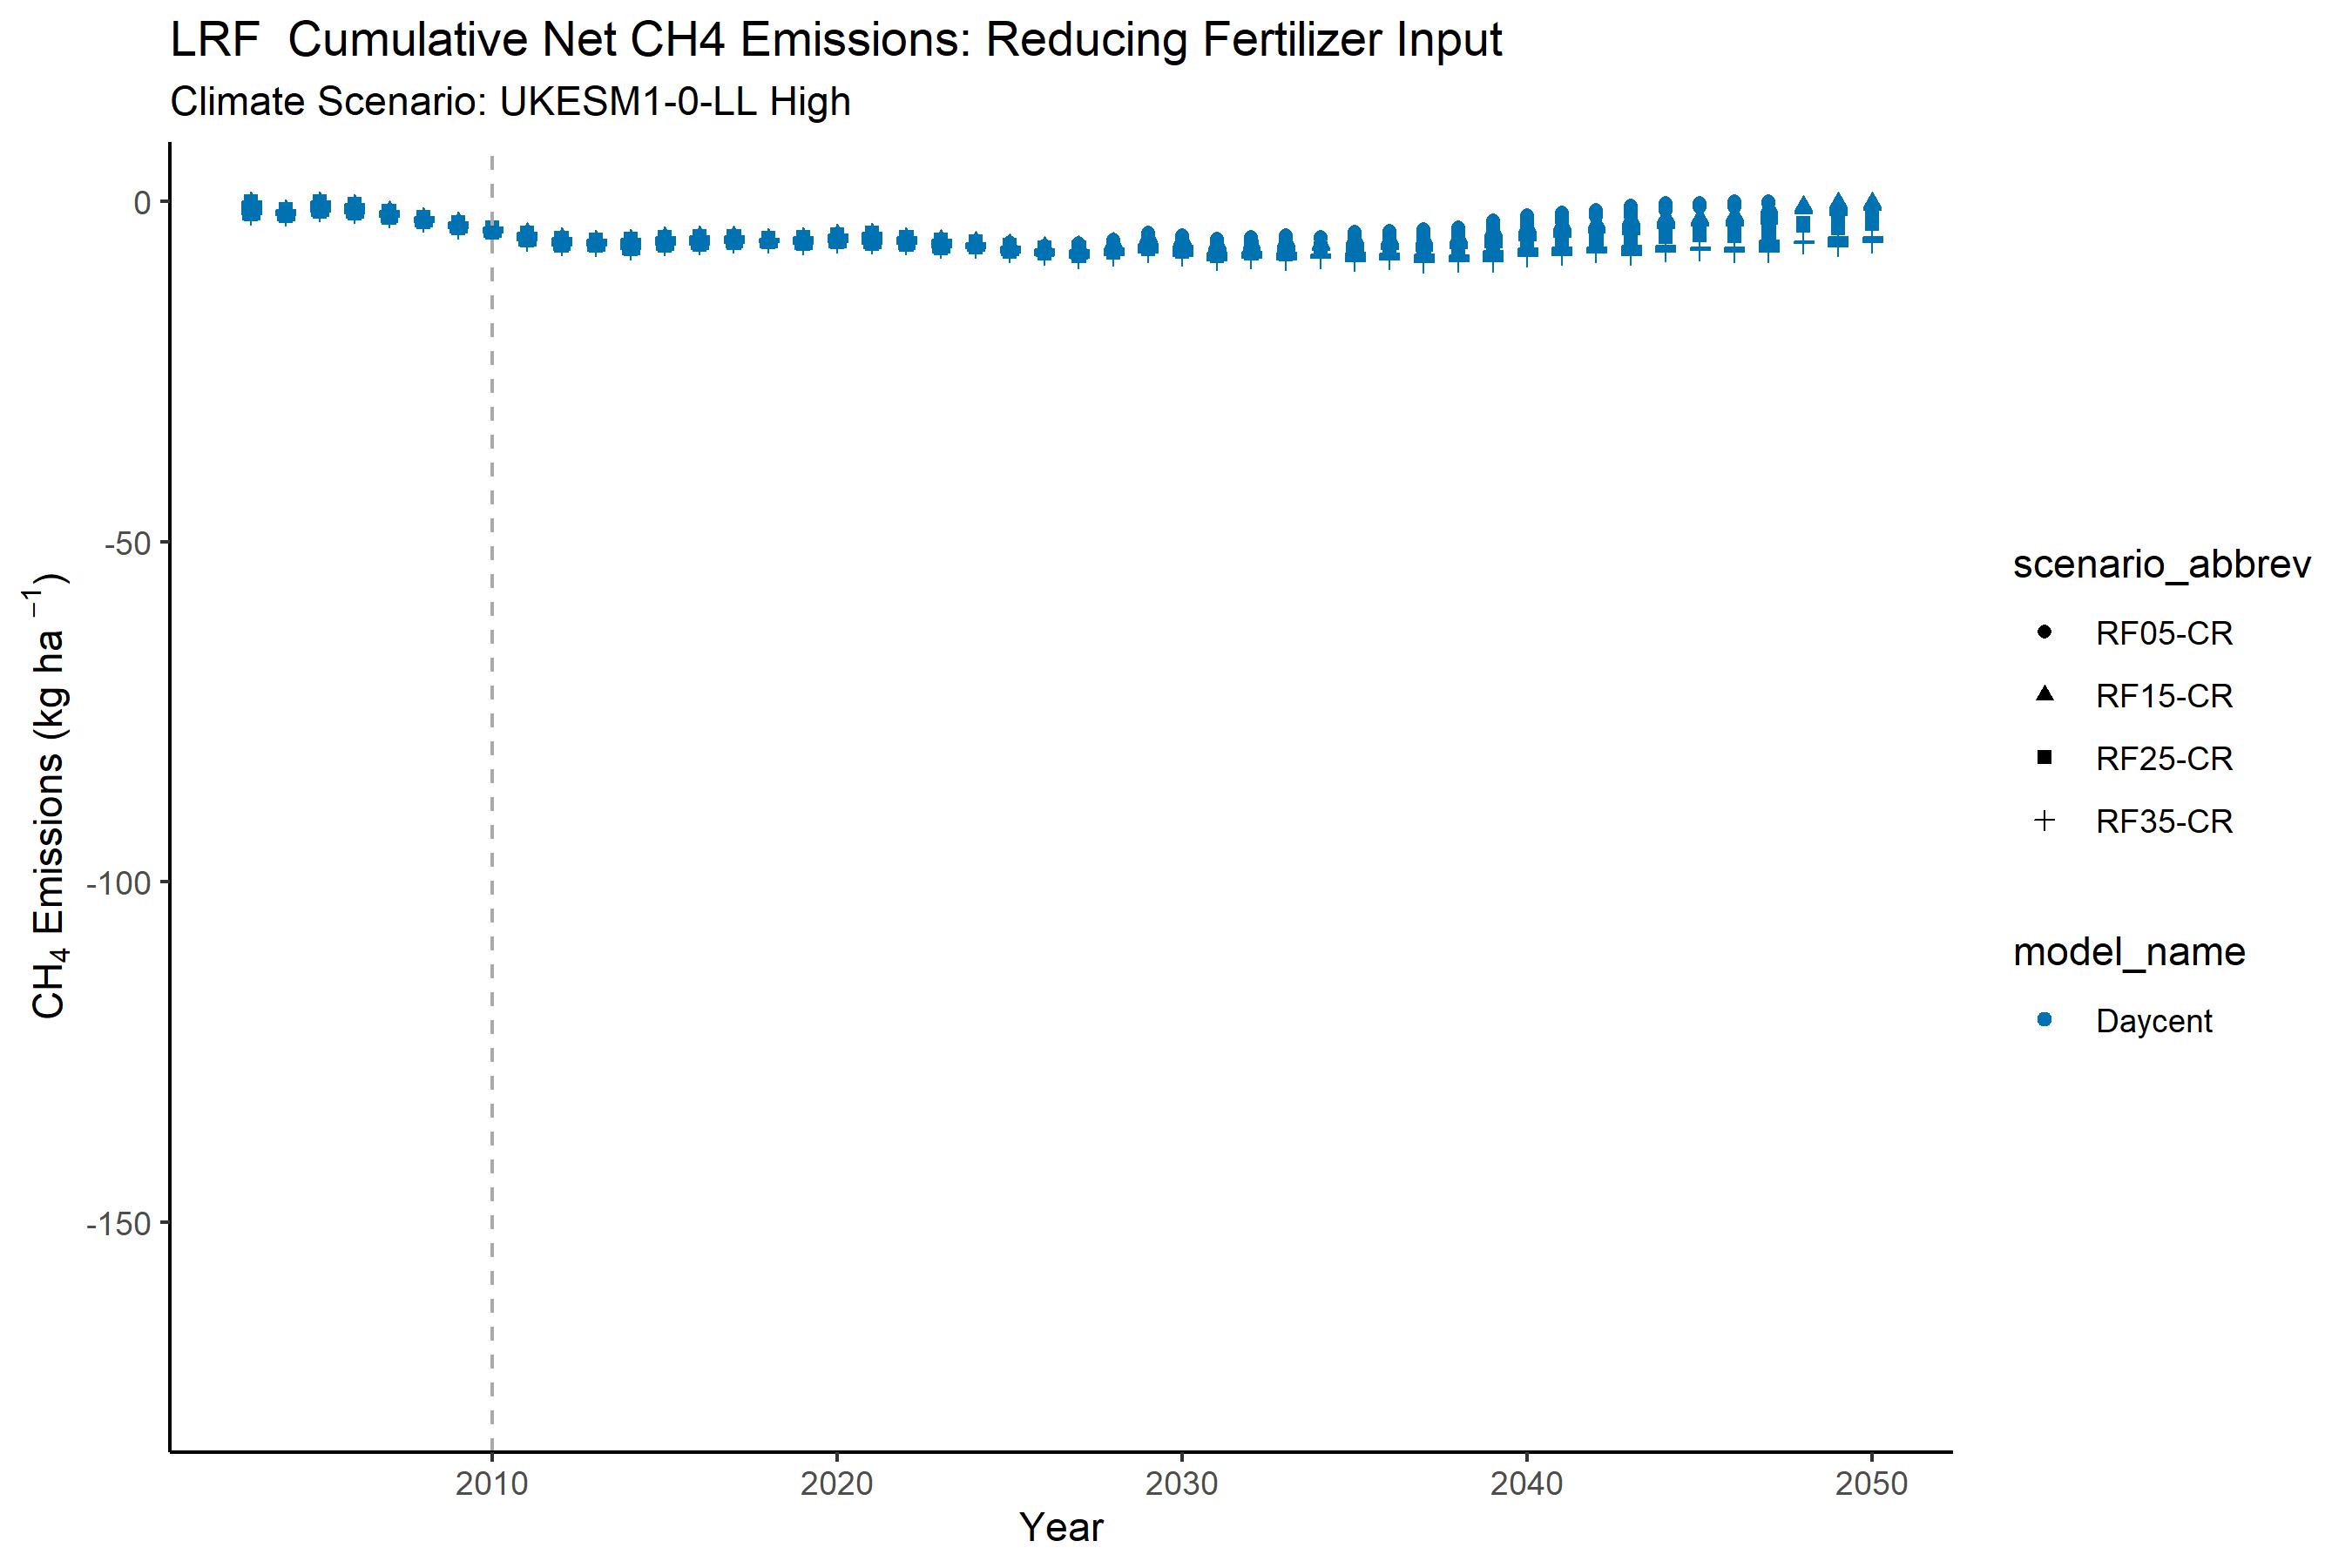 LRF  Cumulative Net CH4 Emissions: Reducing Fertilizer Input
Climate Scenario: UKESM1-0-LL High
0
-50
-100
-150
CH₄ Emissions (kg ha ⁻¹)
2010
2020
2030
2040
2050
Year
scenario_abbrev
RF05-CR
RF15-CR
RF25-CR
RF35-CR
model_name
Daycent